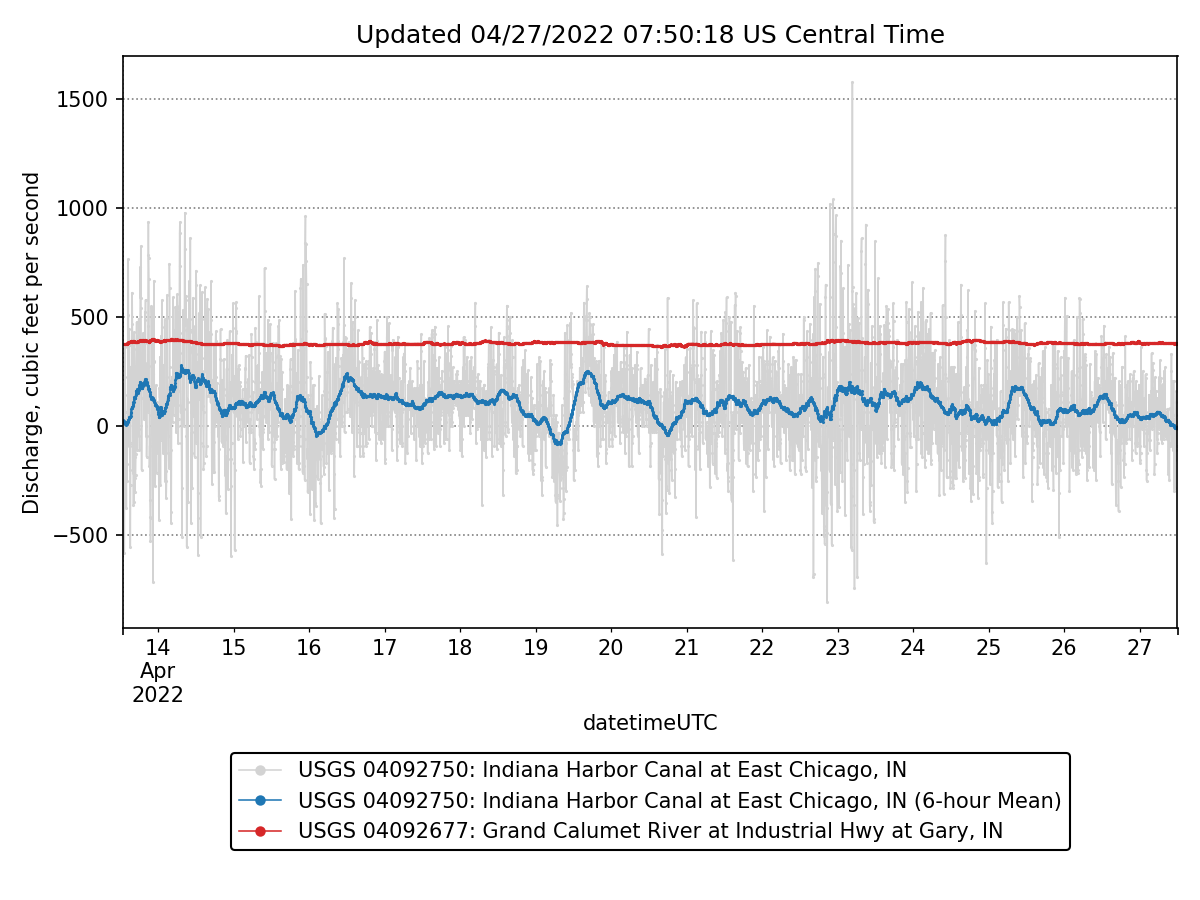 Updated 04/27/2022 07:50:18 US Central Time
Discharge, cubic feet per second
1500
1000
500
0
−500
14 15 16 17 18 19 20 21 22 23 24 25 26 27
Apr
2022
datetimeUTC
USGS 04092750: Indiana Harbor Canal at East Chicago, IN
USGS 04092750: Indiana Harbor Canal at East Chicago, IN (6-hour Mean)
USGS 04092677: Grand Calumet River at Industrial Hwy at Gary, IN